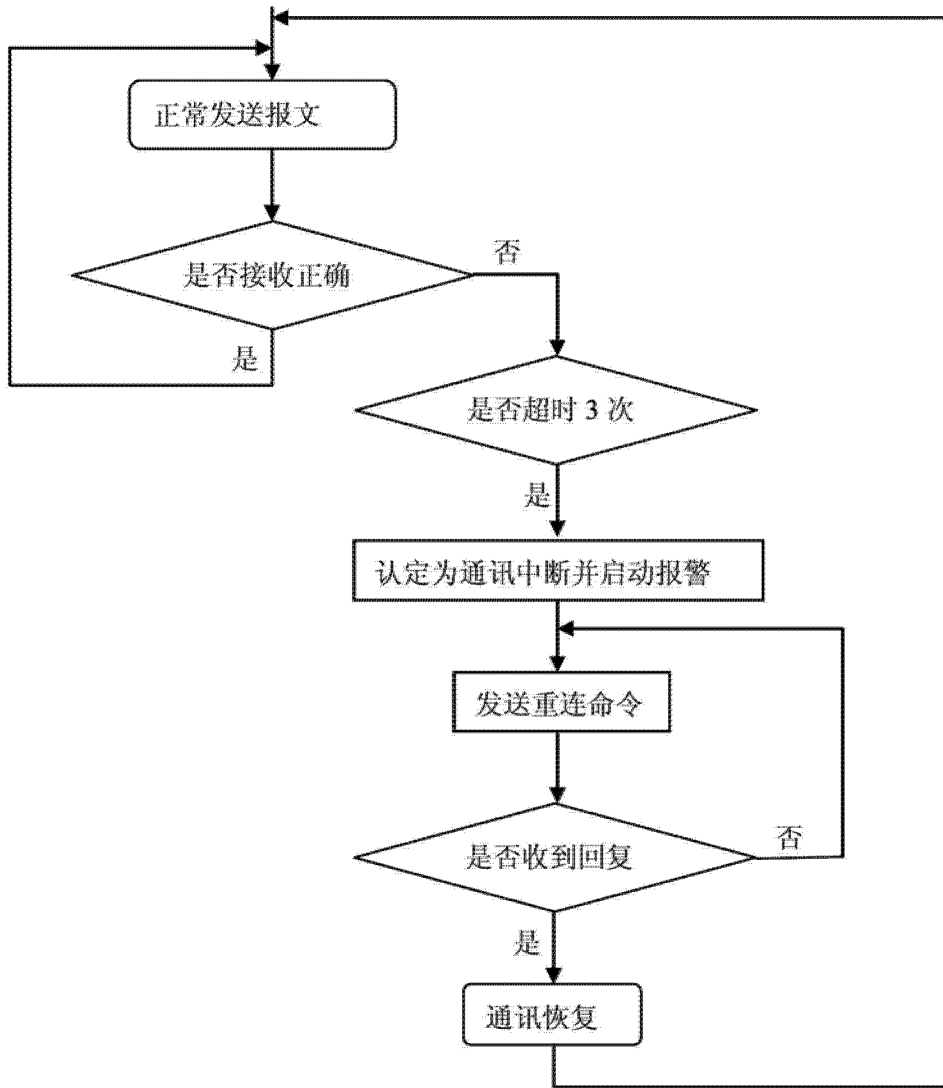 正常发送报文
是否接收正确
否
是
是否超时 3 次
是
认定为通讯中断并启动报警
发送重连命令
是否收到回复
否
是
通讯恢复